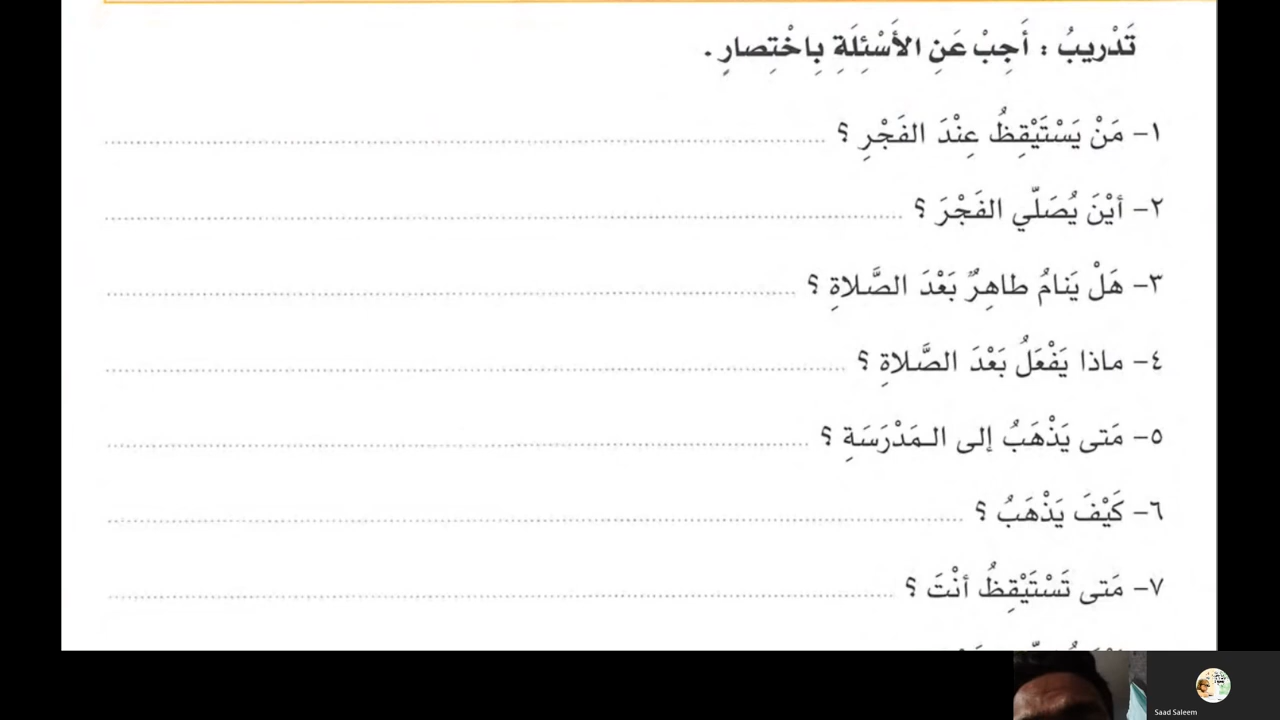 تَدْريبُ : أَجِبْ عَنِ الأَسْئِلَةِ بِاخْتِصارٍ .
١- مَنْ يَسْتَيْقِظُ عِنْدَ الفَجْرِ ؟
٢- أيْنَ يُصَلّي الفَجْرَ ؟
٣- هَلْ يَنامُ طاهِرٌ بَعْدَ الصَّلاةِ ؟
٤- ماذا يَفْعَلُ بَعْدَ الصَّلاةِ ؟
٥- مَتى يَذْهَبُ إلى الـمَدْرَسَةِ ؟
٦- كَيْفَ يَذْهَبُ ؟
٧- مَتى تَسْتَيْقِظُ أنْتَ ؟
Saad Saleem